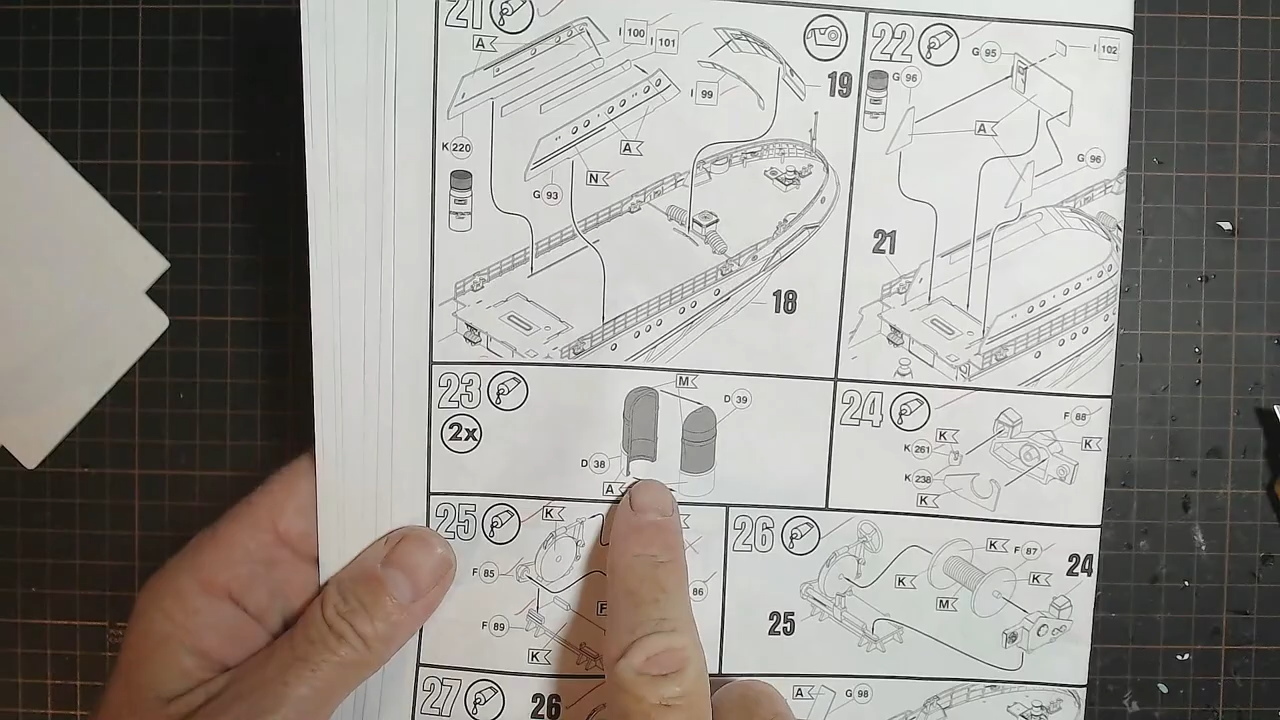 21
A
I 100
I 101
I 99
19
K 220
A
N
G 93
18
22
G 95
I 102
G 96
A
G 96
21
23
2x
M
D 39
D 38
A
24
F 88
K
K
K 261
K 238
K
25
K
F 85
86
F 89
K
26
K
F 87
24
K
K
M
25
27
26
A
G 98